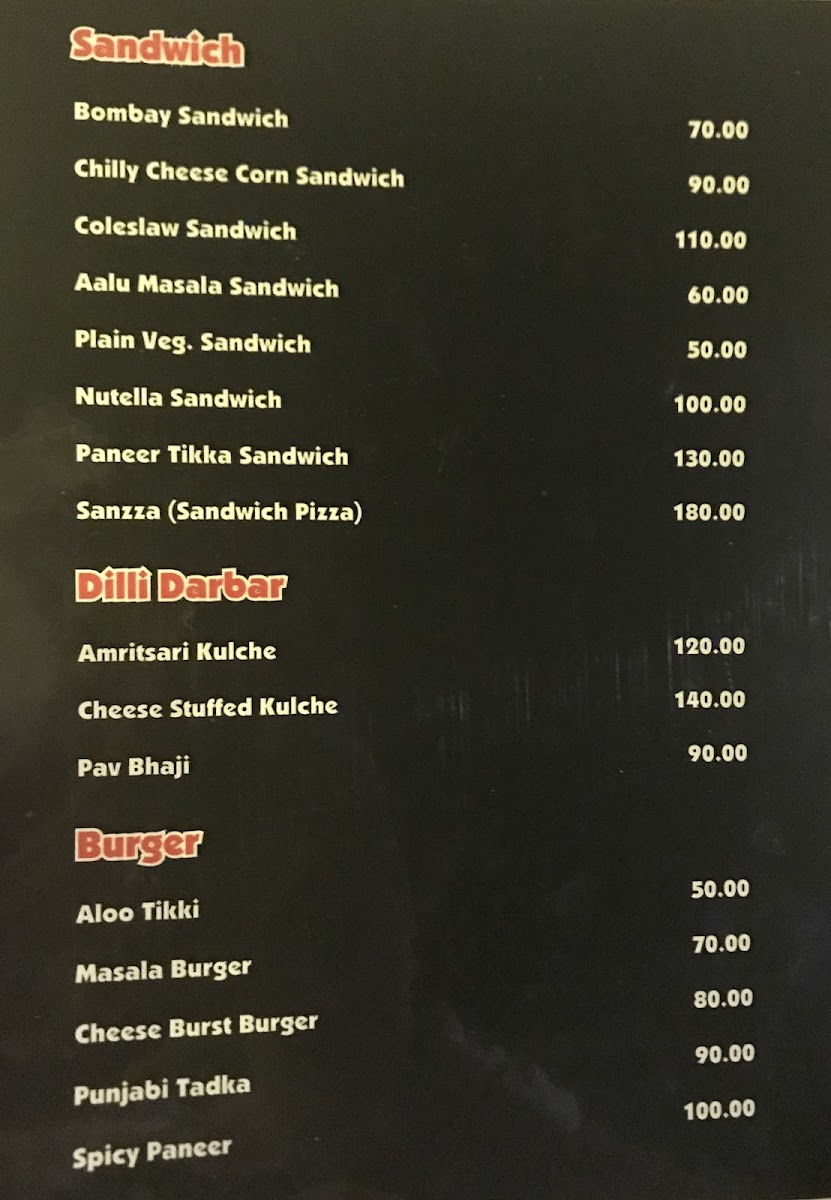 Sandwich
Bombay Sandwich 70.00
Chilly Cheese Corn Sandwich 90.00
Coleslaw Sandwich 110.00
Aalu Masala Sandwich 60.00
Plain Veg. Sandwich 50.00
Nutella Sandwich 100.00
Paneer Tikka Sandwich 130.00
Sanzza (Sandwich Pizza) 180.00
Dilli Darbar
Amritsari Kulche 120.00
Cheese Stuffed Kulche 140.00
Pav Bhaji 90.00
Burger
Aloo Tikki 50.00
Masala Burger 70.00
Cheese Burst Burger 80.00
Punjabi Tadka 90.00
Spicy Paneer 100.00